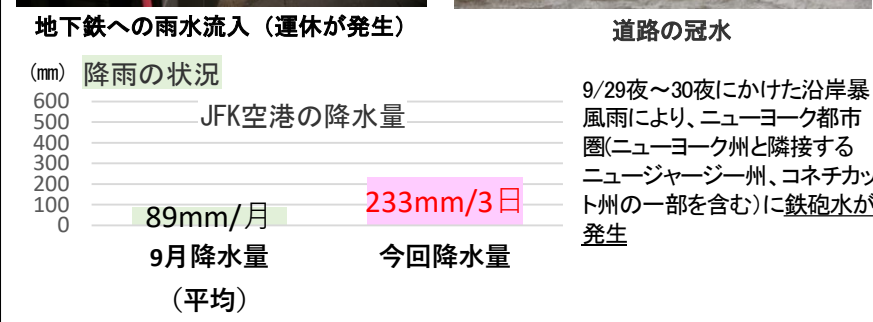 地下鉄への雨水流入（運休が発生）
道路の冠水
(㎜) 降雨の状況
600
500
400
300
200
100
0
JFK空港の降水量
89mm/月
233mm/3日
9月降水量
（平均）
今回降水量
9/29夜～30夜にかけた沿岸暴
風雨により、ニューヨーク都市
圏(ニューヨーク州と隣接する
ニュージャージー州、コネチカッ
ト州の一部を含む)に鉄砲水が
発生